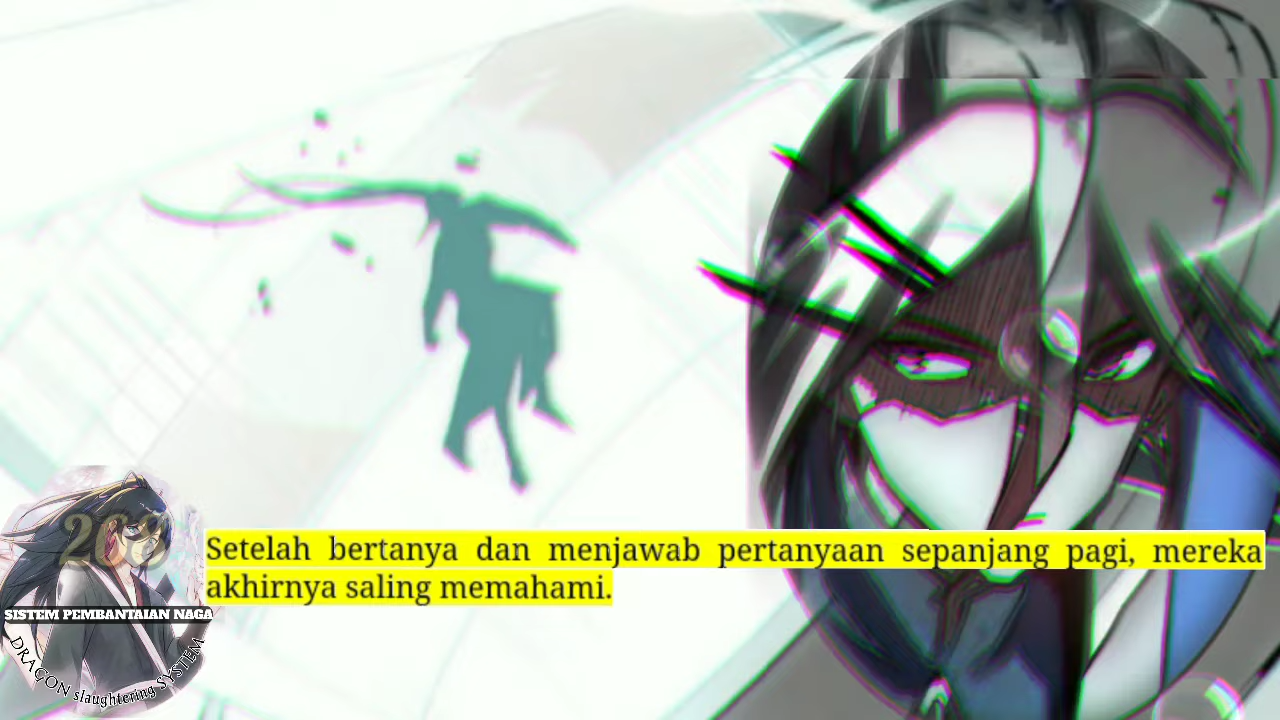 Setelah bertanya dan menjawab pertanyaan sepanjang pagi, mereka
akhirnya saling memahami.
SISTEM PEMBANTAIAN NAGA
DRAGON slaughtering SYSTEM